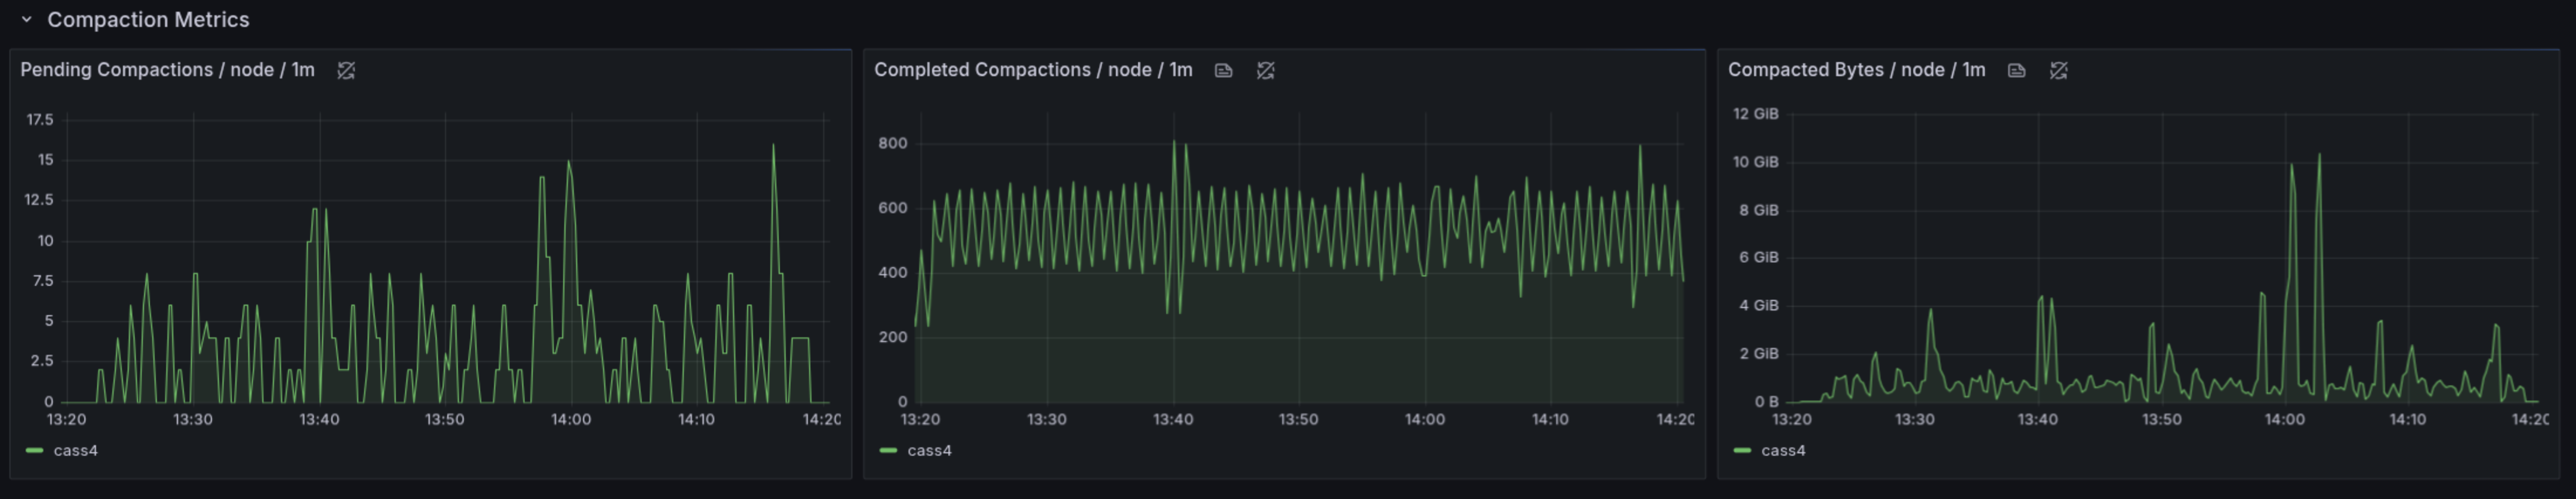 Compaction Metrics
Pending Compactions / node / 1m
17.5
15
12.5
10
7.5
5
2.5
0
13:20 13:30 13:40 13:50 14:00 14:10 14:20
cass4
Completed Compactions / node / 1m
800
600
400
200
0
13:20 13:30 13:40 13:50 14:00 14:10 14:20
cass4
Compacted Bytes / node / 1m
12 GiB
10 GiB
8 GiB
6 GiB
4 GiB
2 GiB
0 B
13:20 13:30 13:40 13:50 14:00 14:10 14:20
cass4